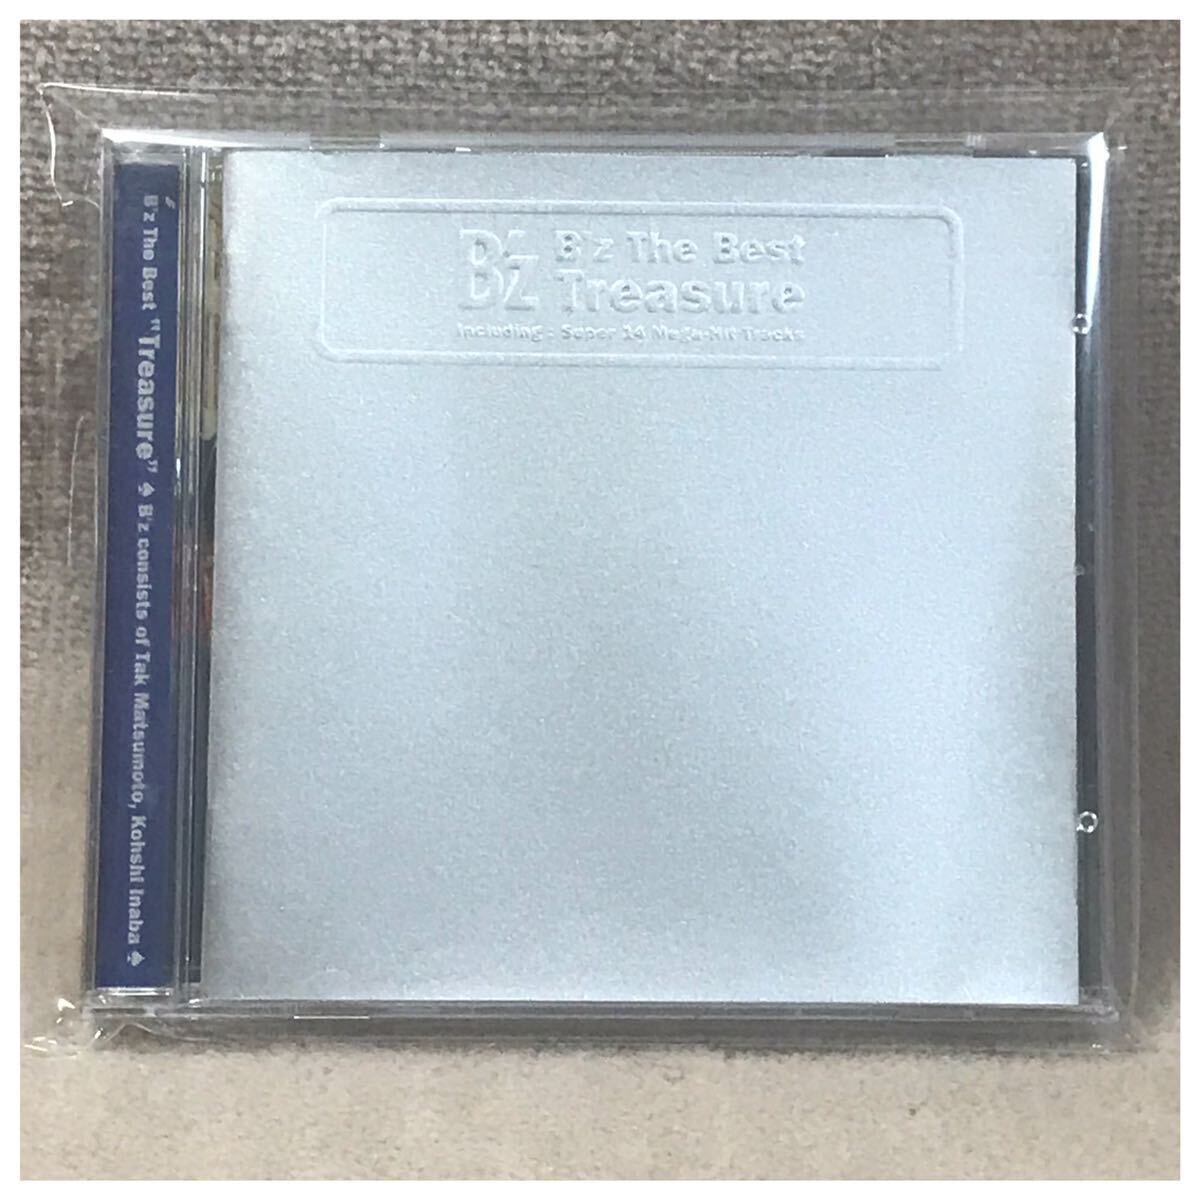 B'z
B'z The Best
Treasure
Including : Super 14 Mega-Hit Tracks
B'z The Best "Treasure" ♠ B'z consists of Tak Matsumoto, Kohshi Inaba ♠